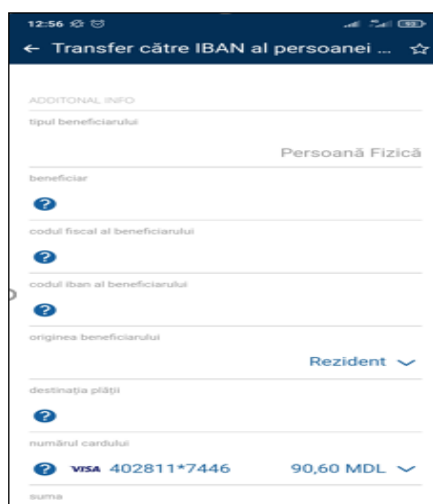 12:56
92
← Transfer către IBAN al persoanei ...
ADDITONAL INFO
tipul beneficiarului
Persoană Fizică
beneficiar
?
codul fiscal al beneficiarului
?
codul iban al beneficiarului
?
originea beneficiarului
Rezident
destinația plății
?
numărul cardului
? VISA 402811*7446 90,60 MDL
suma